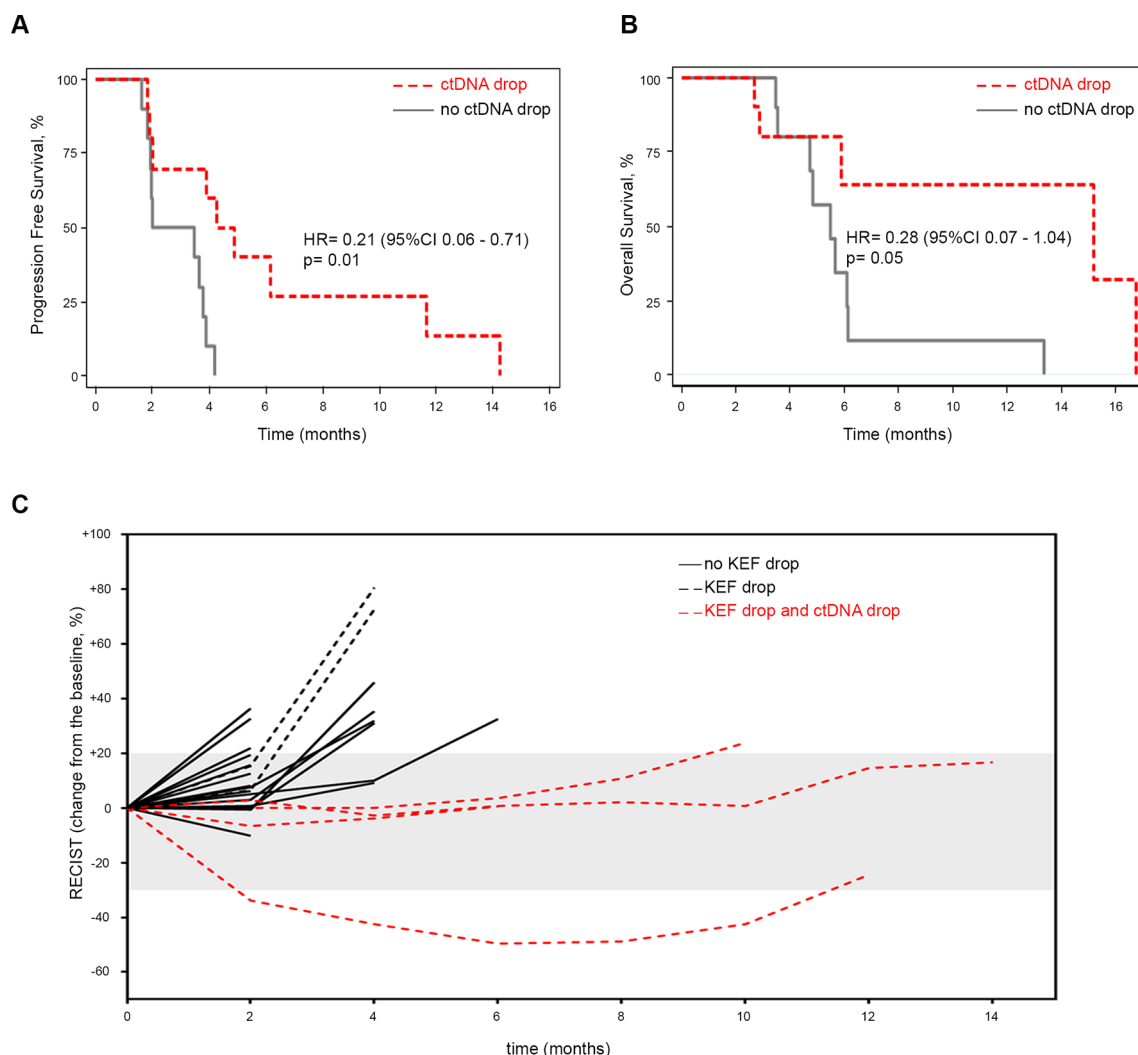 A
B
100
75
50
25
0
Progression Free Survival, %
ctDNA drop
no ctDNA drop
HR= 0.21 (95%CI 0.06 - 0.71)
p= 0.01
0 2 4 6 8 10 12 14 16
Time (months)
100
75
50
25
0
Overall Survival, %
ctDNA drop
no ctDNA drop
HR= 0.28 (95%CI 0.07 - 1.04)
p= 0.05
0 2 4 6 8 10 12 14 16
Time (months)
C
+100
+80
+60
+40
+20
0
-20
-40
-60
RECIST (change from the baseline, %)
no KEF drop
KEF drop
KEF drop and ctDNA drop
0 2 4 6 8 10 12 14
time (months)